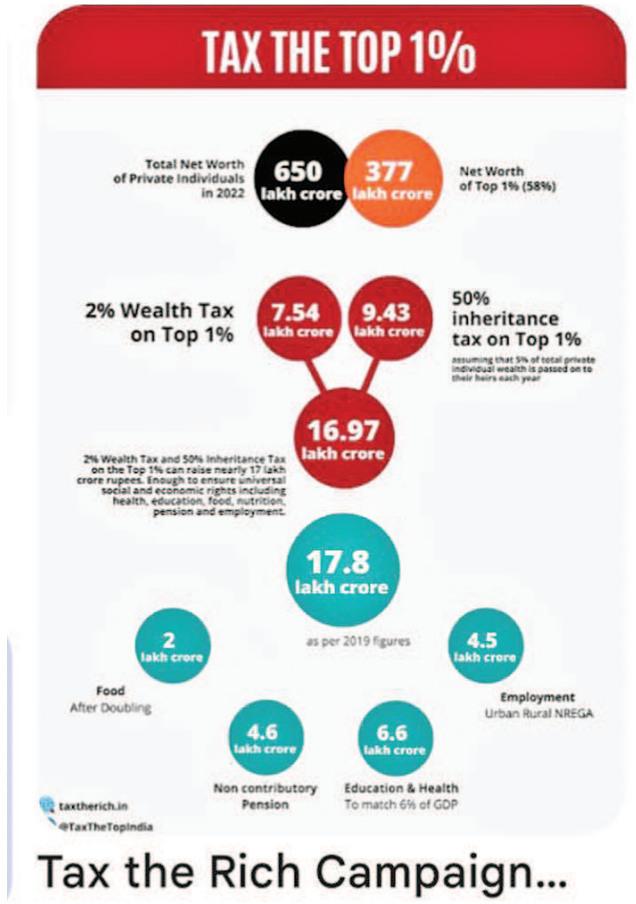 TAX THE TOP 1%
Total Net Worth
of Private Individuals
in 2022
650
lakh crore
377
lakh crore
Net Worth
of Top 1% (58%)
2% Wealth Tax
on Top 1%
7.54
lakh crore
9.43
lakh crore
50%
inheritance
tax on Top 1%
assuming that 5% of total private
individual wealth is passed on to
their heirs each year
16.97
lakh crore
2% Wealth Tax and 50% Inheritance Tax
on the Top 1% can raise nearly 17 lakh
crore rupees. Enough to ensure universal
social and economic rights including
health, education, food, nutrition,
pension and employment.
17.8
lakh crore
as per 2019 figures
2
lakh crore
Food
After Doubling
4.5
lakh crore
Employment
Urban Rural NREGA
4.6
lakh crore
Non contributory
Pension
6.6
lakh crore
Education & Health
To match 6% of GDP
taxtherich.in
@TaxTheTopIndia
Tax the Rich Campaign...